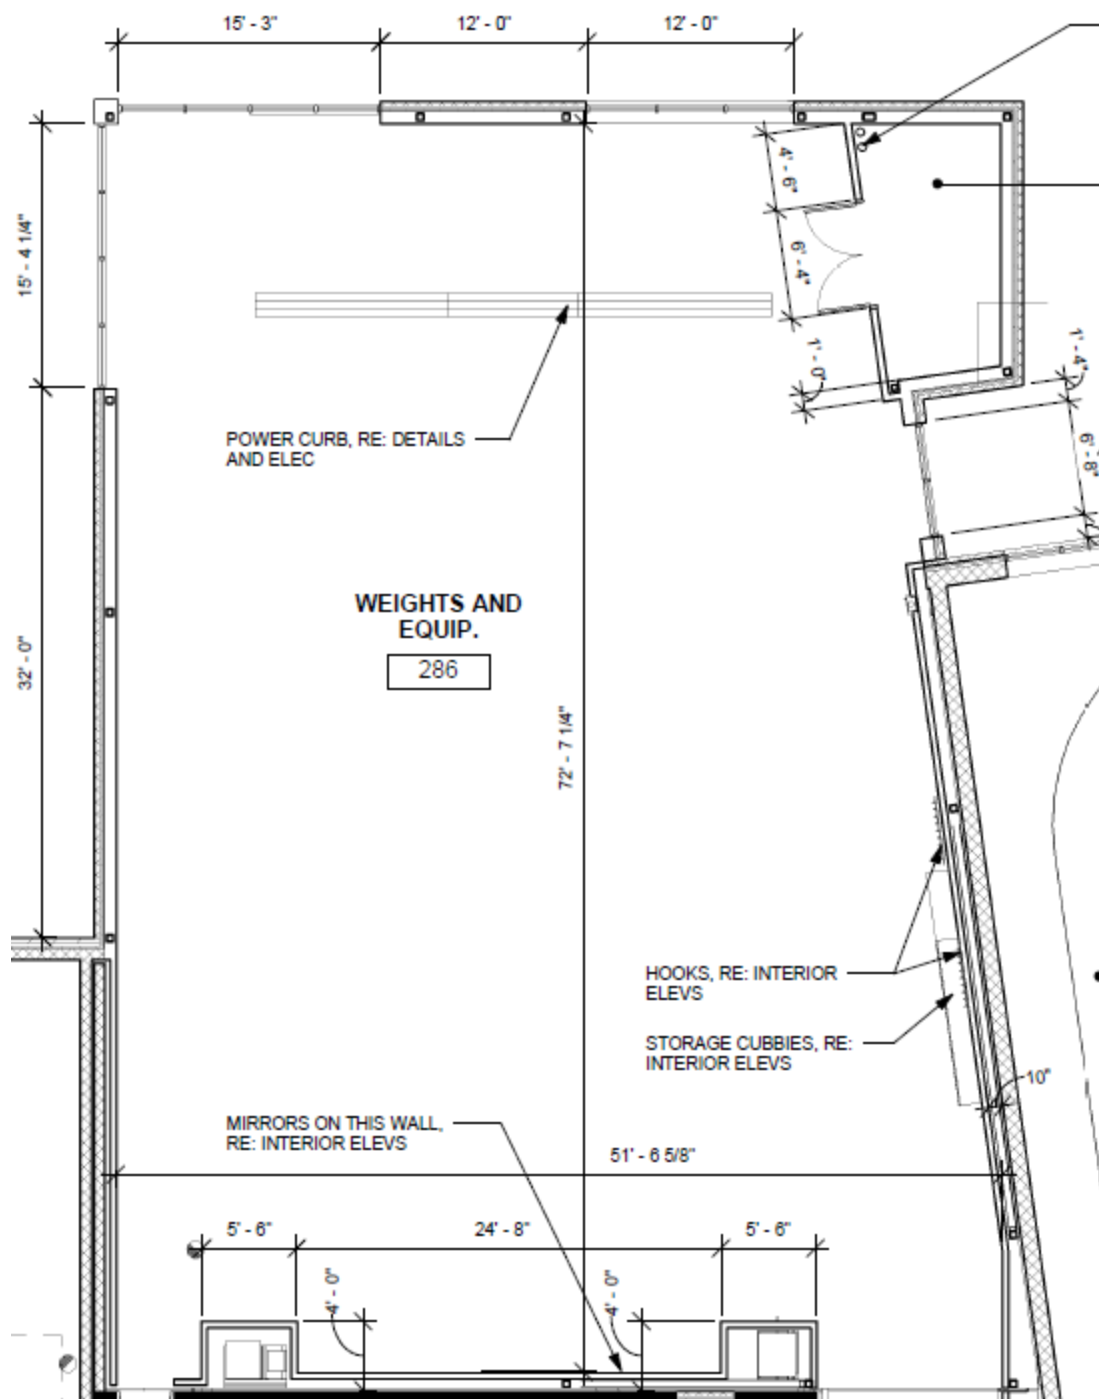 15' - 3"
12' - 0"
12' - 0"
4' - 6"
15' - 4 1/4"
6' - 4"
1' - 0"
1' - 4"
POWER CURB, RE: DETAILS
AND ELEC
6' - 8"
WEIGHTS AND
EQUIP.
286
32' - 0"
72' - 7 1/4"
HOOKS, RE: INTERIOR
ELEVS
STORAGE CUBBIES, RE:
INTERIOR ELEVS
10"
MIRRORS ON THIS WALL,
RE: INTERIOR ELEVS
51' - 6 5/8"
5' - 6"
24' - 8"
5' - 6"
4' - 0"
4' - 0"